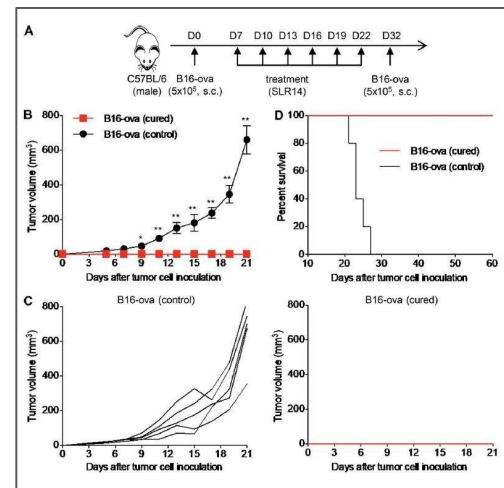 A
D0 D7 D10 D13 D16 D19 D22 D32
C57BL/6
(male)
B16-ova
(5x10⁵, s.c.)
treatment
(SLR14)
B16-ova
(5x10⁵, s.c.)
B
B16-ova (cured)
B16-ova (control)
Tumor volume (mm³)
800
600
400
200
0
* ** ** ** ** ** **
0 3 6 9 12 15 18 21
Days after tumor cell inoculation
D
B16-ova (cured)
B16-ova (control)
Percent survival
100
80
60
40
20
0
10 20 30 40 50 60
Days after tumor cell inoculation
C
B16-ova (control)
Tumor volume (mm³)
800
600
400
200
0
0 3 6 9 12 15 18 21
Days after tumor cell inoculation
B16-ova (cured)
Tumor volume (mm³)
800
600
400
200
0
0 3 6 9 12 15 18 21
Days after tumor cell inoculation